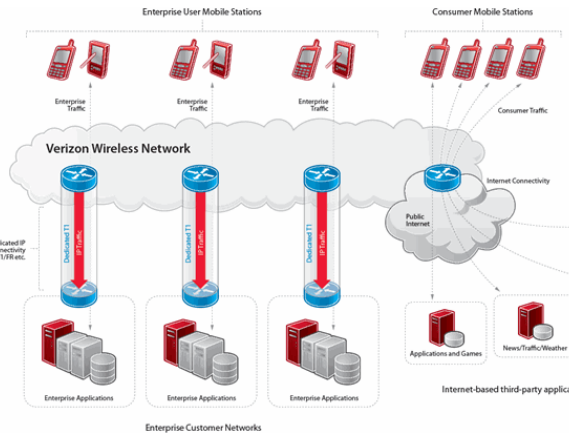 Enterprise User Mobile Stations
Consumer Mobile Stations
Enterprise
Traffic
Enterprise
Traffic
Enterprise
Traffic
Consumer Traffic
Verizon Wireless Network
Internet Connectivity
Public
Internet
Dedicated T1
IP Traffic
Dedicated T1
IP Traffic
Dedicated T1
IP Traffic
dicated IP
nnectivity
1/FR etc.
Applications and Games
News/Traffic/Weather
Enterprise Applications
Enterprise Applications
Enterprise Applications
Internet-based third-party applica
Enterprise Customer Networks